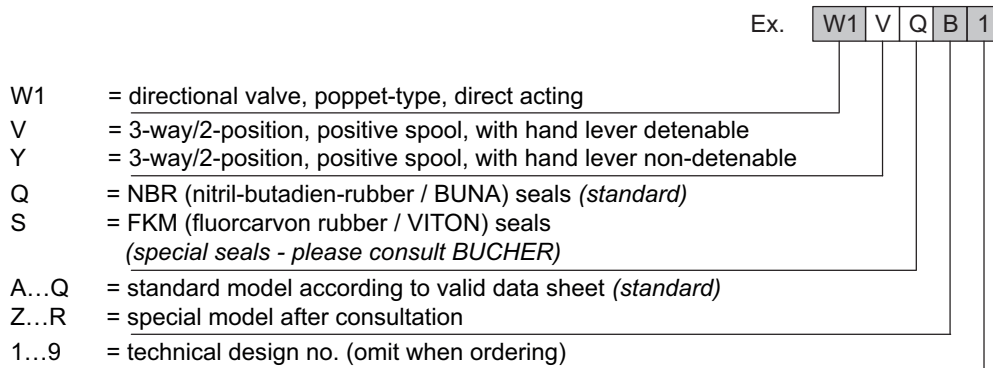 Ex. W1 V Q B 1
W1 = directional valve, poppet-type, direct acting
V = 3-way/2-position, positive spool, with hand lever detenable
Y = 3-way/2-position, positive spool, with hand lever non-detenable
Q = NBR (nitril-butadien-rubber / BUNA) seals (standard)
S = FKM (fluorcarvon rubber / VITON) seals
(special seals - please consult BUCHER)
A…Q = standard model according to valid data sheet (standard)
Z…R = special model after consultation
1…9 = technical design no. (omit when ordering)